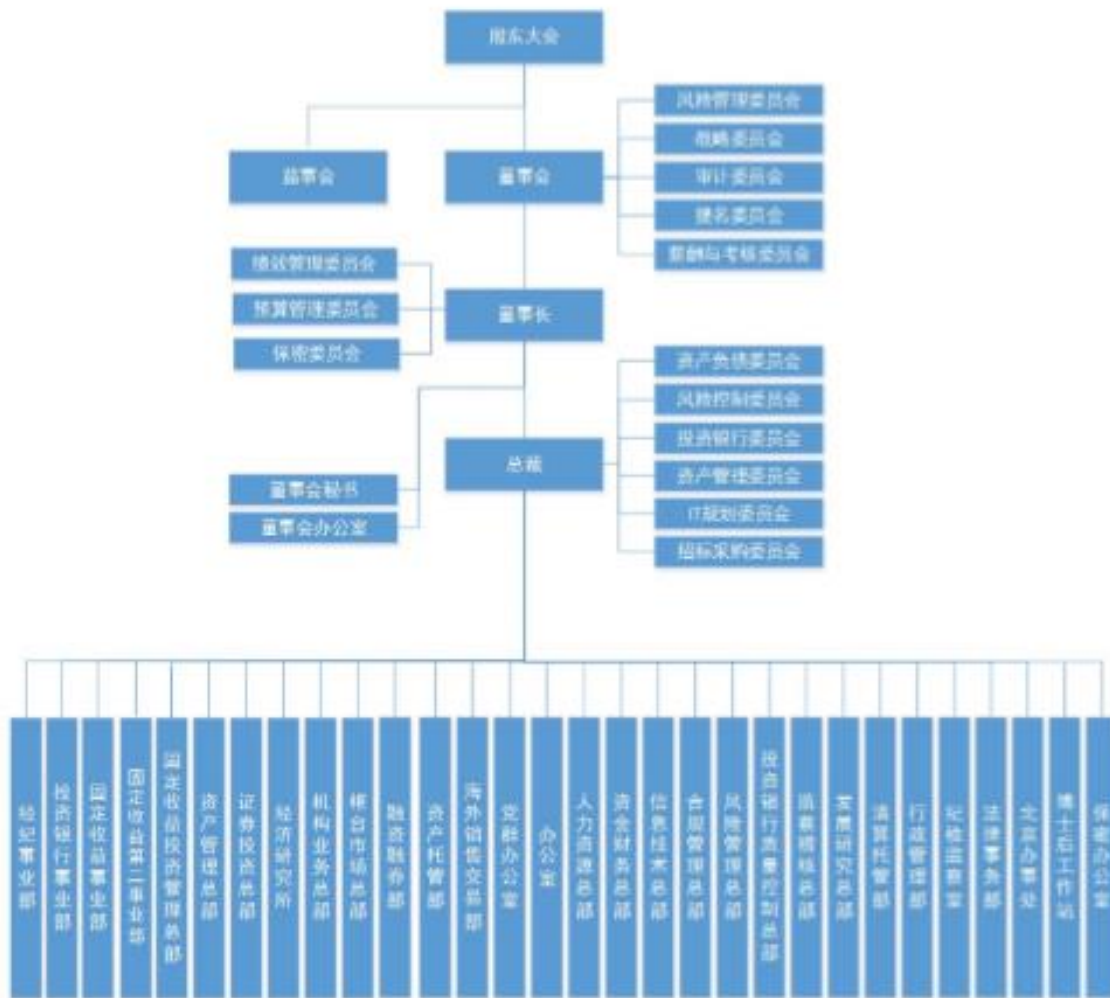 股东大会
监事会
董事会
风险管理委员会
战略委员会
审计委员会
提名委员会
薪酬与考核委员会
绩效管理委员会
预算管理委员会
保密委员会
董事长
董事会秘书
董事会办公室
总裁
资产负债委员会
风险控制委员会
投资银行委员会
资产管理委员会
IT规划委员会
招标采购委员会
经纪事业部
投资银行事业部
固定收益事业部
固定收益第二事业部
固定收益投资管理总部
资产管理总部
证券投资总部
经济研究所
机构业务总部
柜台市场总部
融资融券部
资产托管部
海外销售交易部
党群办公室
办公室
人力资源总部
资金财务总部
信息技术总部
合规管理总部
风险管理总部
投资银行质量控制总部
监察稽核总部
发展研究总部
清算托管部
行政管理部
纪检监察室
法律事务部
北京办事处
博士后工作站
保密办公室